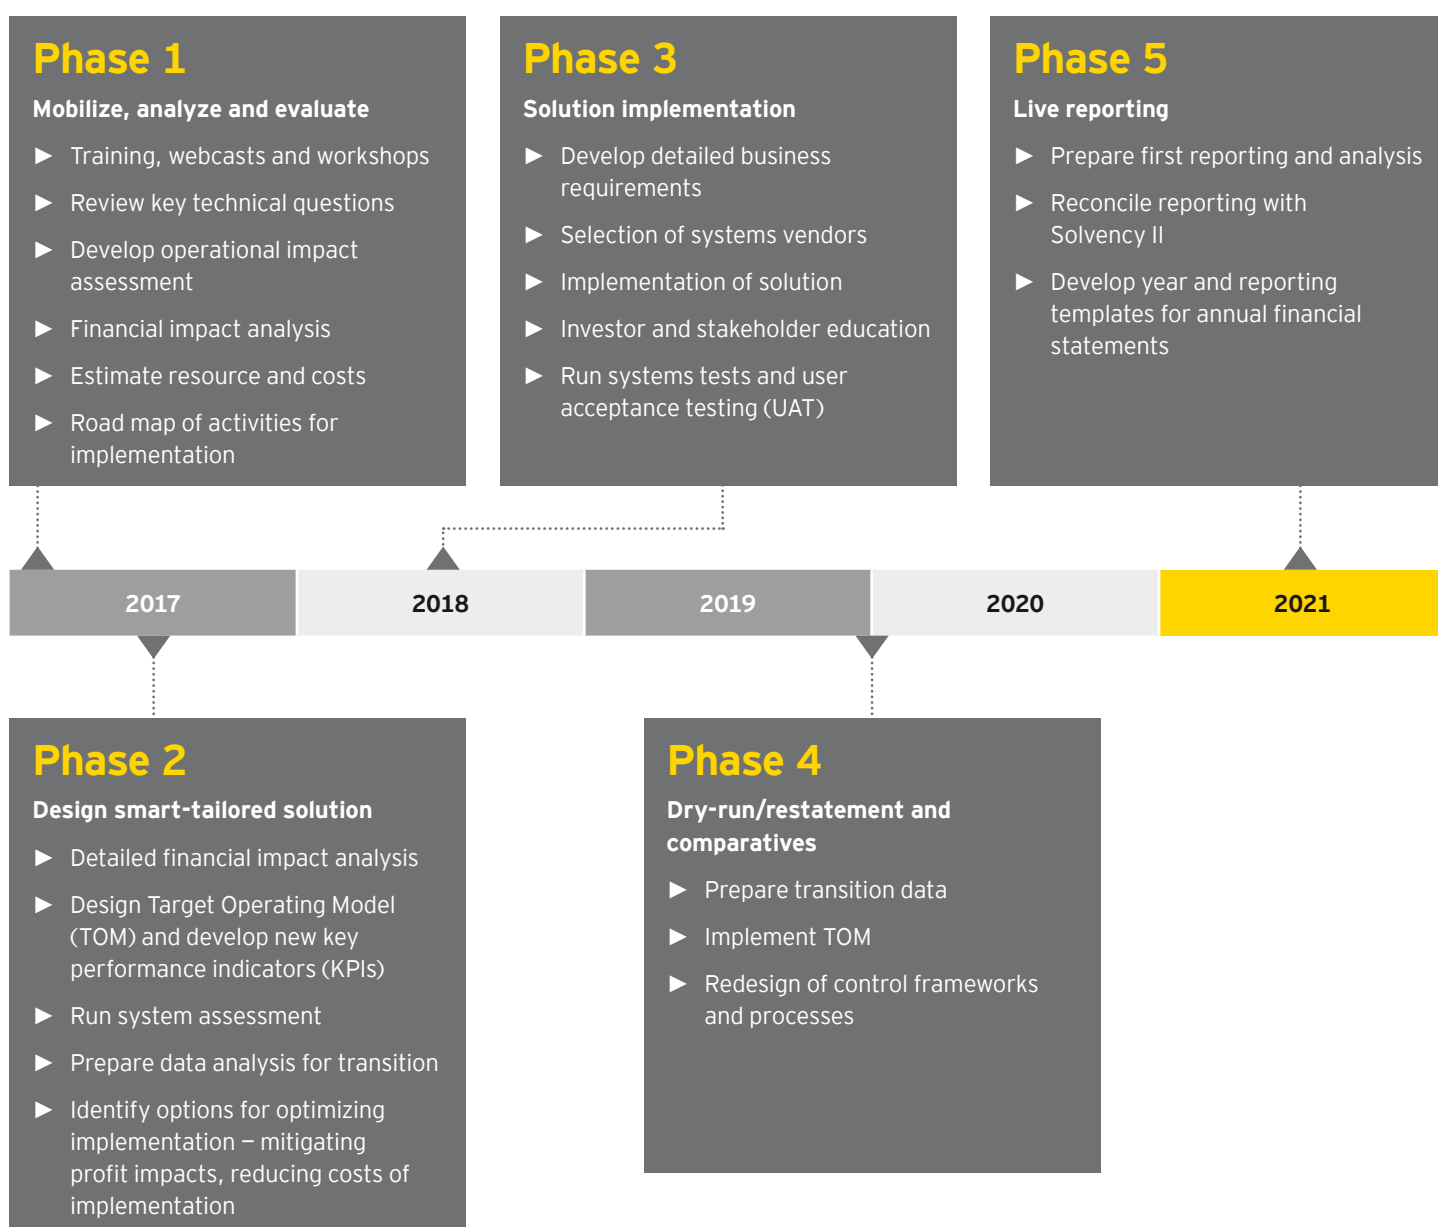 Phase 1
Mobilize, analyze and evaluate
► Training, webcasts and workshops
► Review key technical questions
► Develop operational impact
assessment
► Financial impact analysis
► Estimate resource and costs
► Road map of activities for
implementation
Phase 3
Solution implementation
► Develop detailed business
requirements
► Selection of systems vendors
► Implementation of solution
► Investor and stakeholder education
► Run systems tests and user
acceptance testing (UAT)
Phase 5
Live reporting
► Prepare first reporting and analysis
► Reconcile reporting with
Solvency II
► Develop year and reporting
templates for annual financial
statements
2017
2018
2019
2020
2021
Phase 2
Design smart-tailored solution
► Detailed financial impact analysis
► Design Target Operating Model
(TOM) and develop new key
performance indicators (KPIs)
► Run system assessment
► Prepare data analysis for transition
► Identify options for optimizing
implementation – mitigating
profit impacts, reducing costs of
implementation
Phase 4
Dry-run/restatement and
comparatives
► Prepare transition data
► Implement TOM
► Redesign of control frameworks
and processes